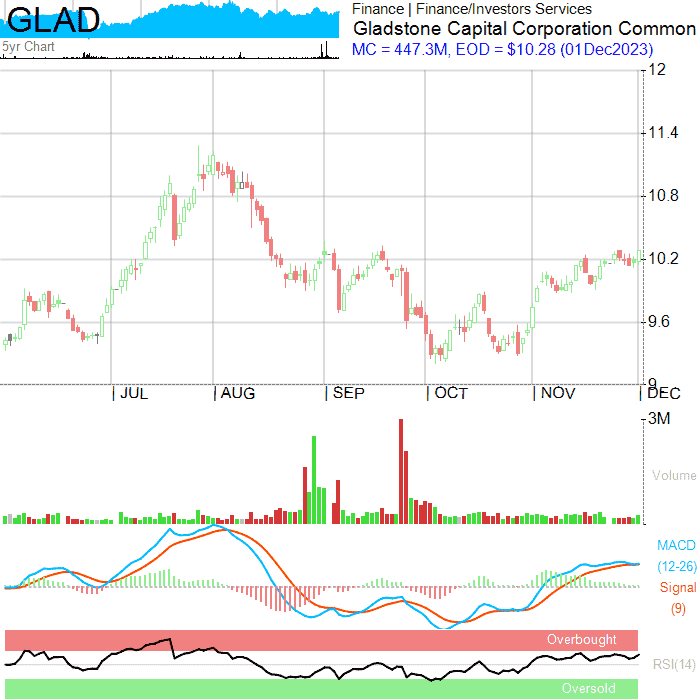 GLAD
5yr Chart
Finance | Finance/Investors Services
Gladstone Capital Corporation Common
MC = 447.3M, EOD = $10.28 (01Dec2023)
12
11.4
10.8
10.2
9.6
9
JUL AUG SEP OCT NOV DEC
3M
Volume
MACD
(12-26)
Signal
(9)
Overbought
RSI(14)
Oversold